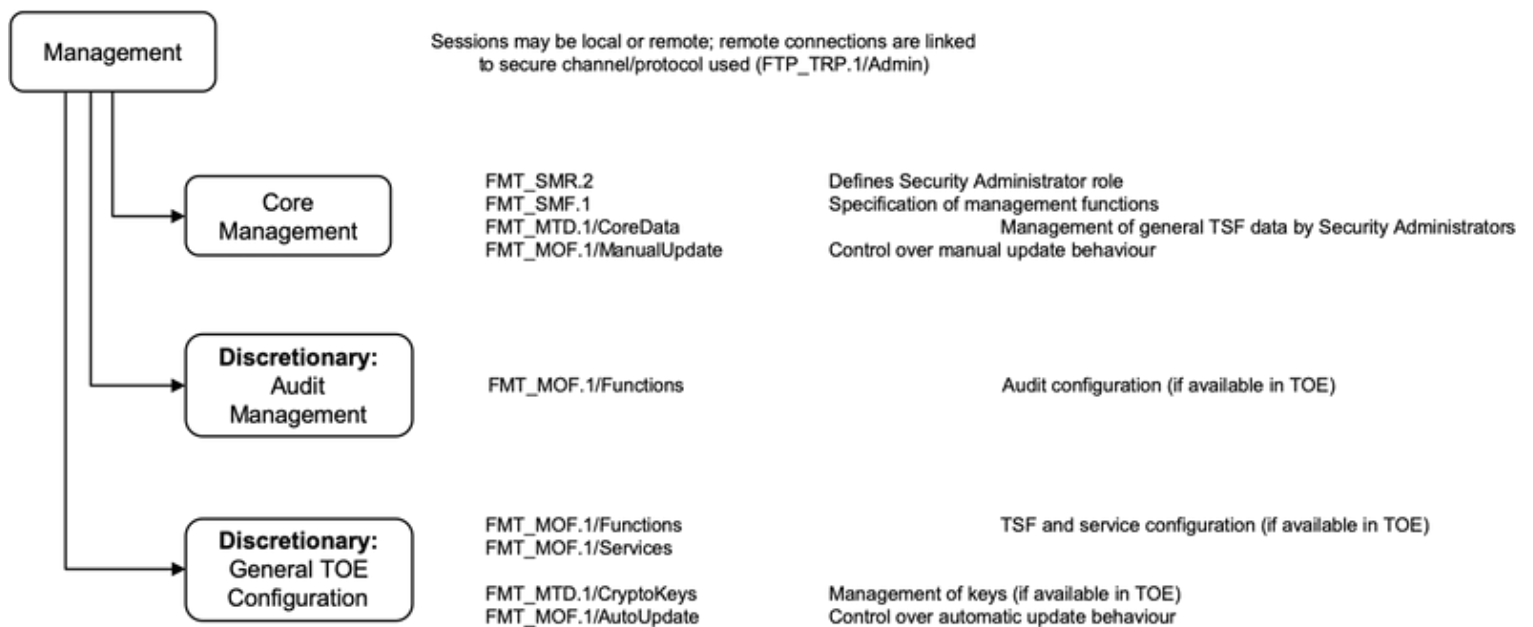 Management
Sessions may be local or remote; remote connections are linked
to secure channel/protocol used (FTP_TRP.1/Admin)
Core
Management
FMT_SMR.2 Defines Security Administrator role
FMT_SMF.1 Specification of management functions
FMT_MTD.1/CoreData Management of general TSF data by Security Administrators
FMT_MOF.1/ManualUpdate Control over manual update behaviour
Discretionary:
Audit
Management
FMT_MOF.1/Functions Audit configuration (if available in TOE)
Discretionary:
General TOE
Configuration
FMT_MOF.1/Functions TSF and service configuration (if available in TOE)
FMT_MOF.1/Services
FMT_MTD.1/CryptoKeys Management of keys (if available in TOE)
FMT_MOF.1/AutoUpdate Control over automatic update behaviour